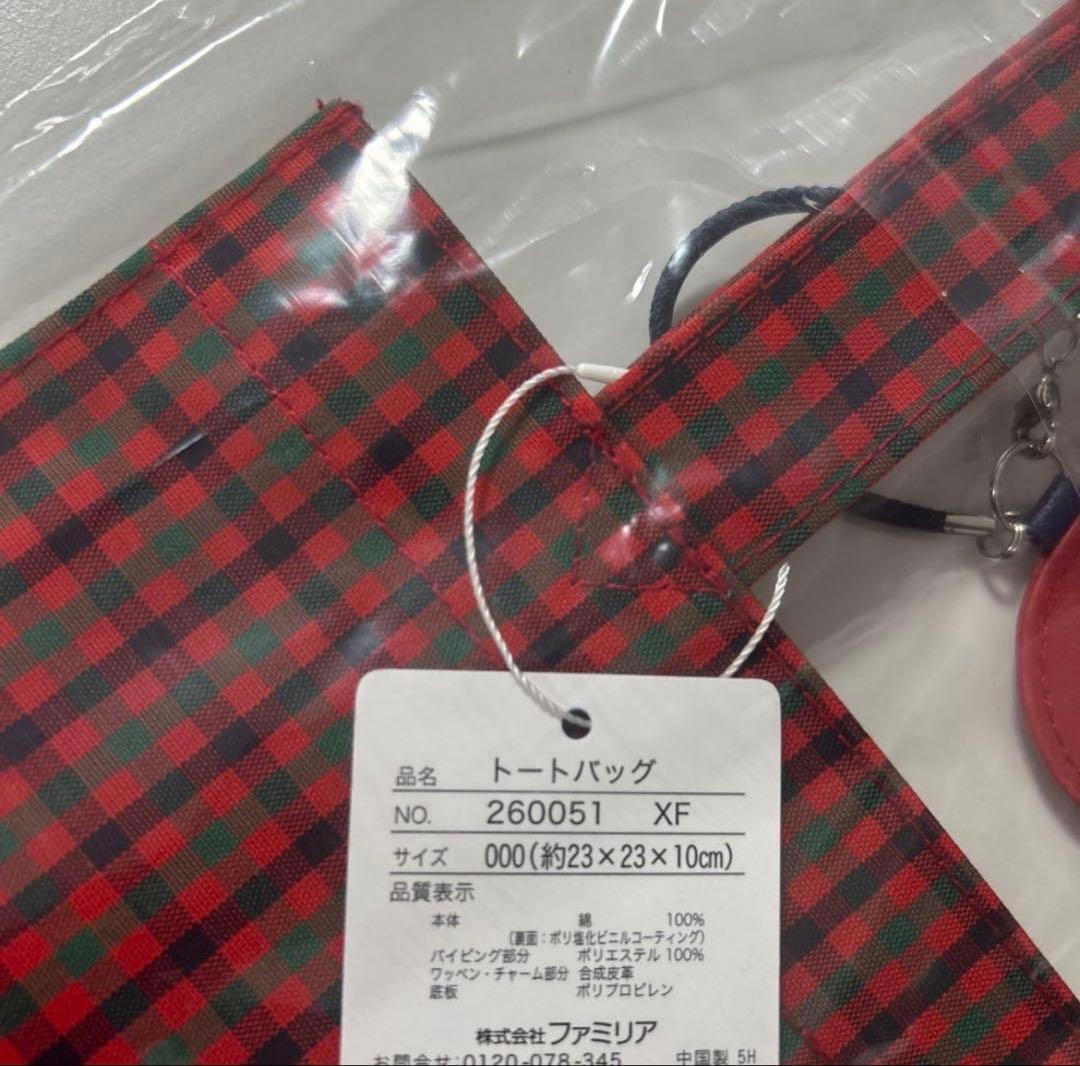 品名 トートバッグ
NO. 260051 XF
サイズ 000(約23×23×10cm)
品質表示
本体 綿 100%
(裏面:ポリ塩化ビニルコーティング)
パイピング部分 ポリエステル 100%
ワッペン・チャーム部分 合成皮革
底板 ポリプロピレン
株式会社ファミリア
お問合せ:0120-078-345 中国製 5H